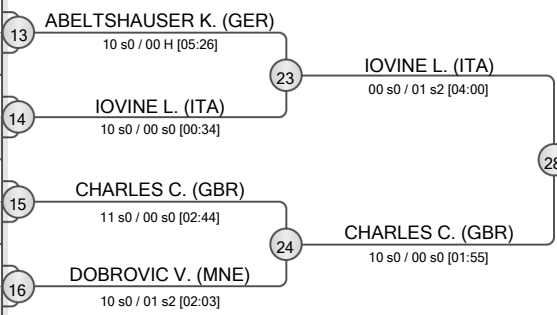 13
ABELTSHAUSER K. (GER)
10 s0 / 00 H [05:26]
23
IOVINE L. (ITA)
00 s0 / 01 s2 [04:00]
14
IOVINE L. (ITA)
10 s0 / 00 s0 [00:34]
28
15
CHARLES C. (GBR)
11 s0 / 00 s0 [02:44]
24
CHARLES C. (GBR)
10 s0 / 00 s0 [01:55]
16
DOBROVIC V. (MNE)
10 s0 / 01 s2 [02:03]